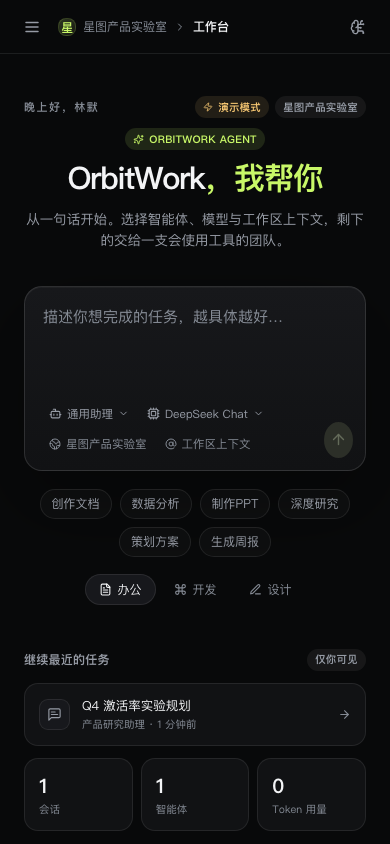 星 星图产品实验室 工作台
晚上好，林默 演示模式 星图产品实验室
ORBITWORK AGENT
OrbitWork，我帮你
从一句话开始。选择智能体、模型与工作区上下文，剩下
的交给一支会使用工具的团队。
描述你想完成的任务，越具体越好…
通用助理 DeepSeek Chat
星图产品实验室 工作区上下文
创作文档 数据分析 制作PPT 深度研究
策划方案 生成周报
办公 开发 设计
继续最近的任务 仅你可见
Q4 激活率实验规划
产品研究助理 · 1 分钟前
1 1 0
会话 智能体 Token 用量